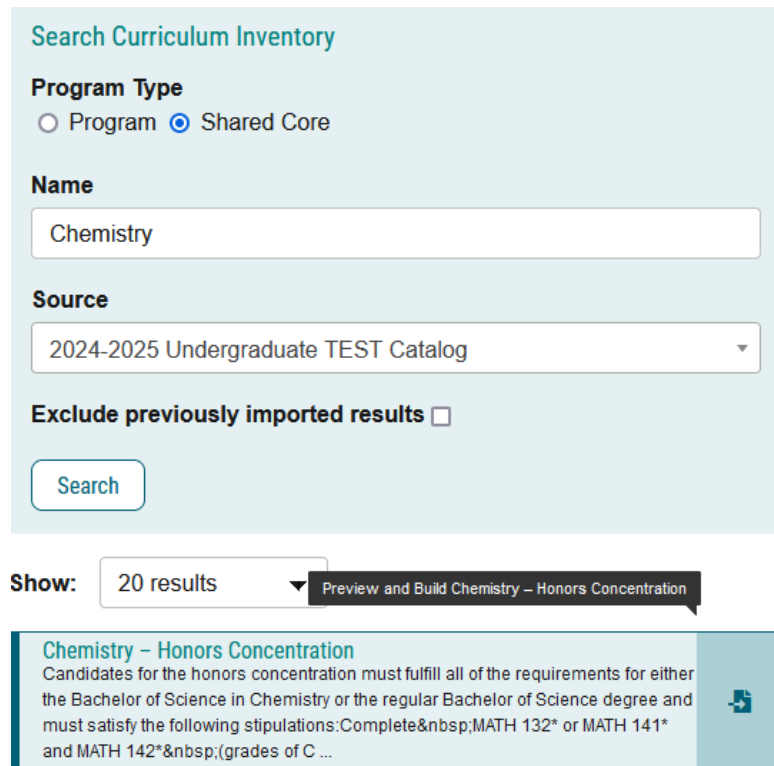 Search Curriculum Inventory
Program Type
Program Shared Core
Name
Chemistry
Source
2024-2025 Undergraduate TEST Catalog
Exclude previously imported results
Search
Show: 20 results
Preview and Build Chemistry – Honors Concentration
Chemistry – Honors Concentration
Candidates for the honors concentration must fulfill all of the requirements for either
the Bachelor of Science in Chemistry or the regular Bachelor of Science degree and
must satisfy the following stipulations:Complete&nbsp;MATH 132* or MATH 141*
and MATH 142*&nbsp;(grades of C ...